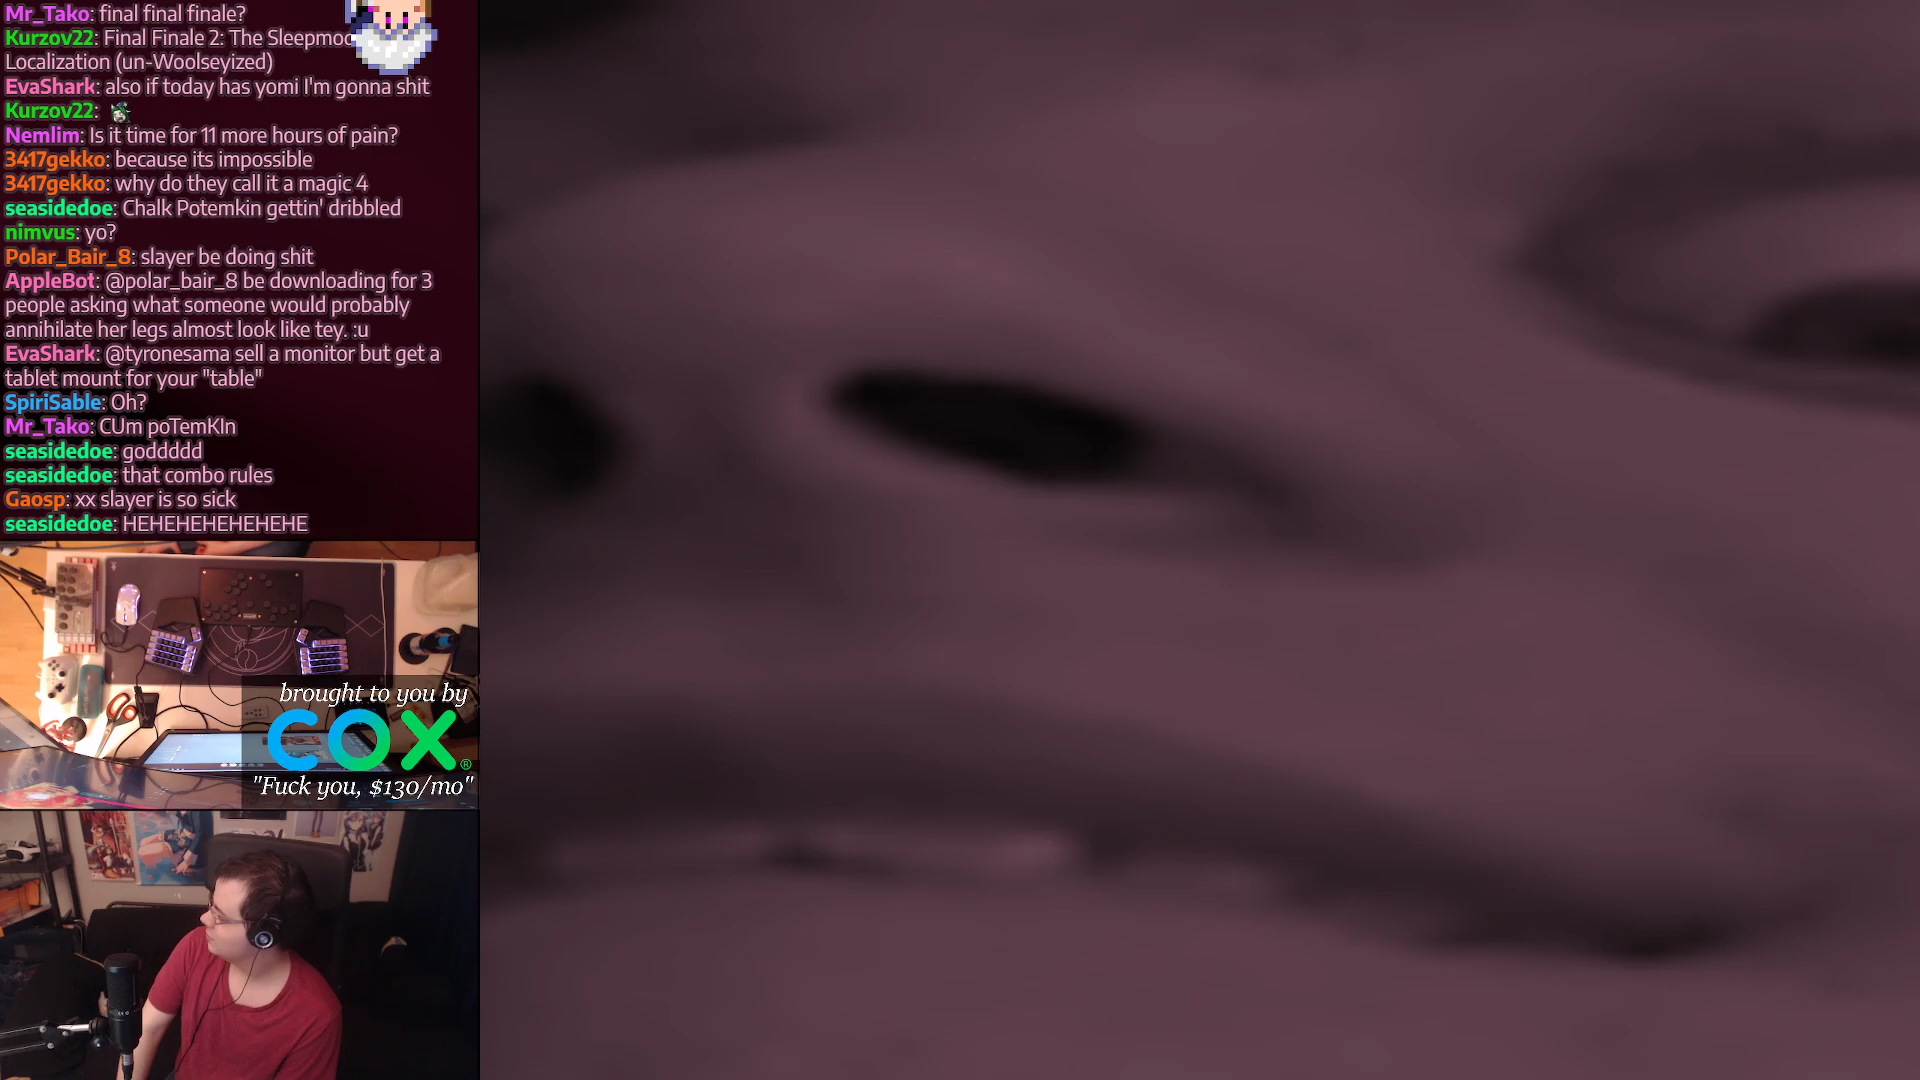 Mr_Tako: final final finale?
Kurzov22: Final Finale 2: The Sleepmod
Localization (un-Woolseyized)
EvaShark: also if today has yomi I'm gonna shit
Kurzov22:
Nemlim: Is it time for 11 more hours of pain?
3417gekko: because its impossible
3417gekko: why do they call it a magic 4
seasidedoe: Chalk Potemkin gettin' dribbled
nimvus: yo?
Polar_Bair_8: slayer be doing shit
AppleBot: @polar_bair_8 be downloading for 3
people asking what someone would probably
annihilate her legs almost look like tey. :u
EvaShark: @tyronesama sell a monitor but get a
tablet mount for your "table"
SpiriSable: Oh?
Mr_Tako: CUm poTemKIn
seasidedoe: goddddd
seasidedoe: that combo rules
Gaosp: xx slayer is so sick
seasidedoe: HEHEHEHEHEHEHE
brought to you by
COX®
"Fuck you, $130/mo"